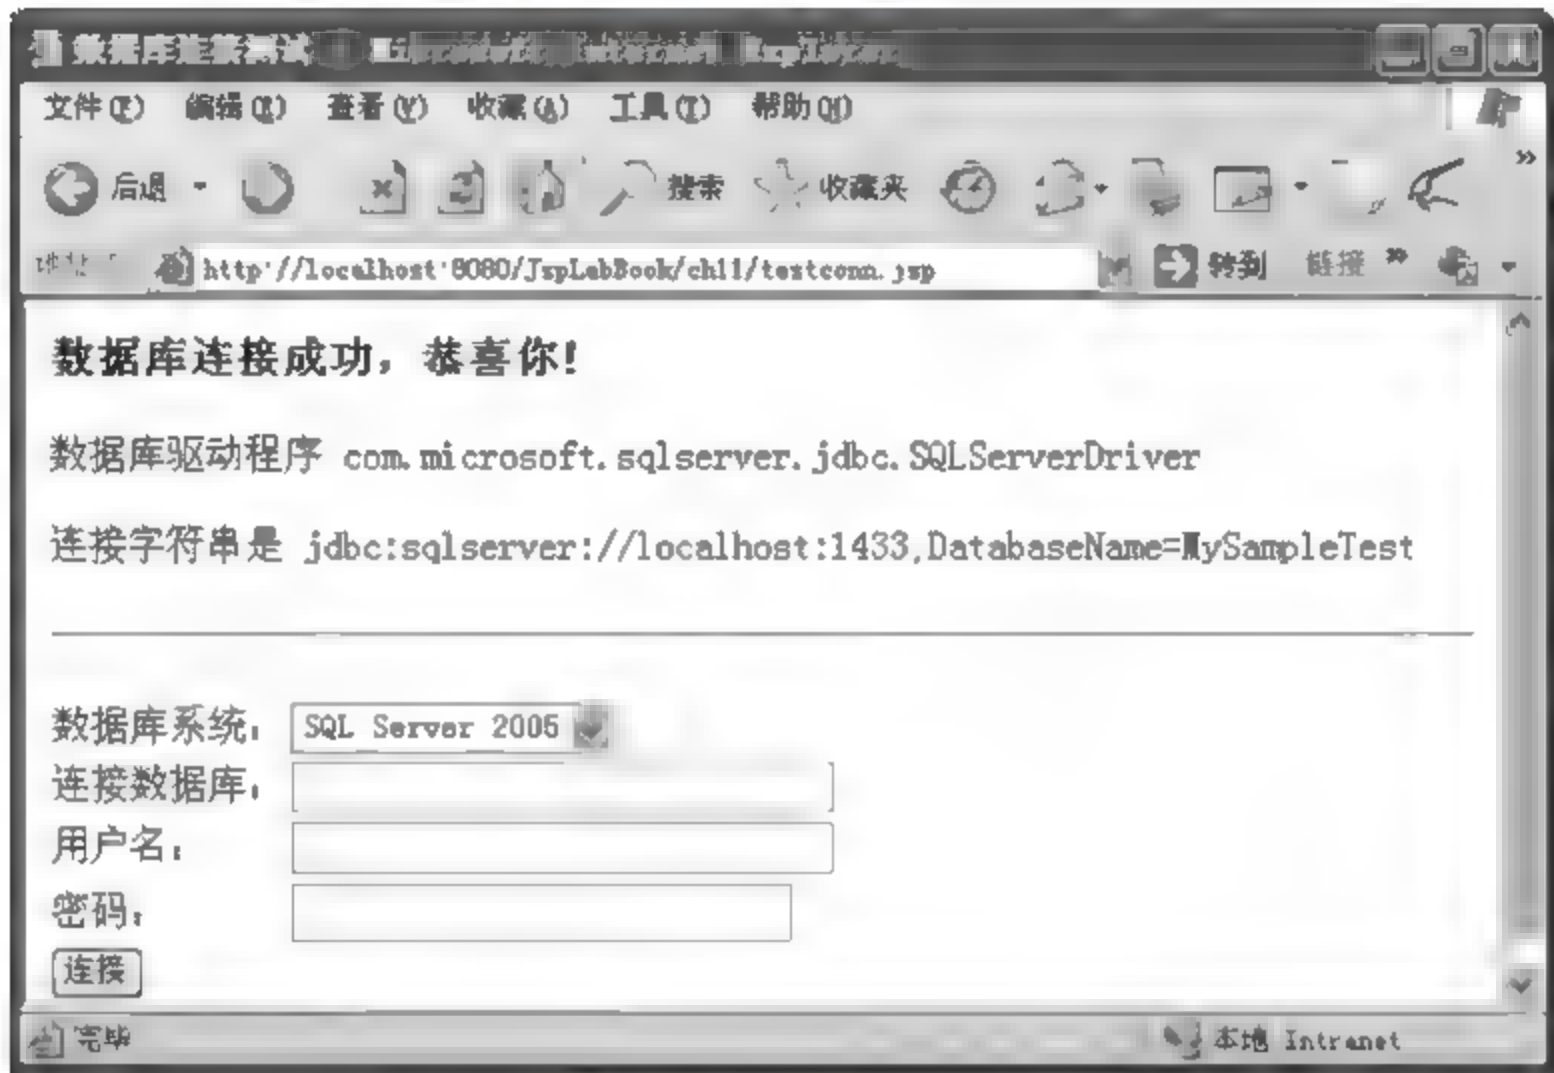 数据库连接测试
文件(F) 编辑(E) 查看(V) 收藏(A) 工具(T) 帮助(H)
后退 搜索 收藏夹 »
http://localhost:8080/JspLabBook/ch11/testconn.jsp 转到 链接 »
数据库连接成功，恭喜你!
数据库驱动程序 com.microsoft.sqlserver.jdbc.SQLServerDriver
连接字符串是 jdbc:sqlserver://localhost:1433,DatabaseName=MySampleTest
数据库系统： SQL Server 2005
连接数据库：
用户名：
密码：
连接
完毕 本地 Intranet